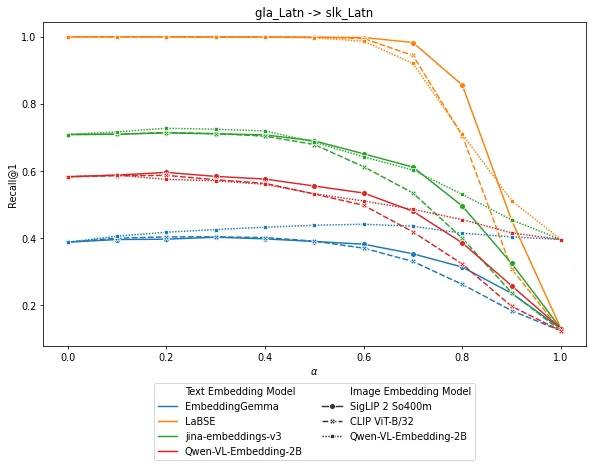 gla_Latn -> slk_Latn
1.0
0.8
0.6
0.4
0.2
Recall@1
0.0 0.2 0.4 0.6 0.8 1.0
α
Text Embedding Model Image Embedding Model
EmbeddingGemma SigLIP 2 So400m
LaBSE CLIP ViT-B/32
jina-embeddings-v3 Qwen-VL-Embedding-2B
Qwen-VL-Embedding-2B